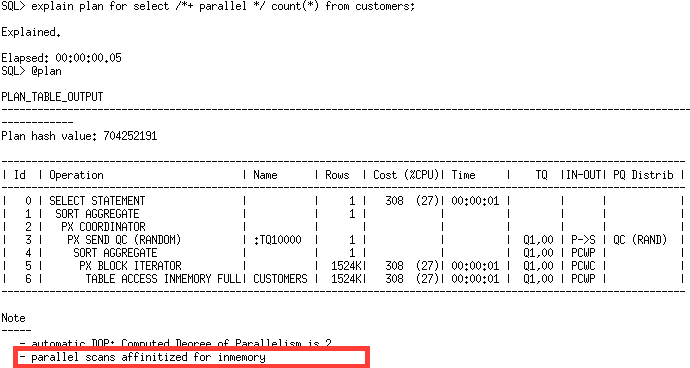 SQL> explain plan for select /*+ parallel */ count(*) from customers;
Explained.
Elapsed: 00:00:00.05
SQL> @plan
PLAN_TABLE_OUTPUT
--------------------------------------------------------------------------------
------------
Plan hash value: 704252191
--------------------------------------------------------------------------------
| Id | Operation | Name | Rows | Cost (%CPU)| Time | TQ |IN-OUT| PQ Distrib |
--------------------------------------------------------------------------------
| 0 | SELECT STATEMENT | | 1 | 308 (27)| 00:00:01 | | | |
| 1 | SORT AGGREGATE | | 1 | | | | | |
| 2 | PX COORDINATOR | | | | | | | |
| 3 | PX SEND QC (RANDOM) | :TQ10000 | 1 | | | Q1,00 | P->S | QC (RAND) |
| 4 | SORT AGGREGATE | | 1 | | | Q1,00 | PCWP | |
| 5 | PX BLOCK ITERATOR | | 1524K| 308 (27)| 00:00:01 | Q1,00 | PCWC | |
| 6 | TABLE ACCESS INMEMORY FULL| CUSTOMERS | 1524K| 308 (27)| 00:00:01 | Q1,00 | PCWP | |
--------------------------------------------------------------------------------
Note
-----
- automatic DOP: Computed Degree of Parallelism is 2
- parallel scans affinitized for inmemory